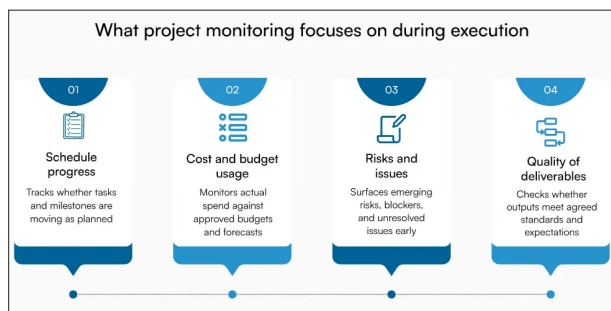 What project monitoring focuses on during execution
01
Schedule
progress
Tracks whether tasks
and milestones are
moving as planned
02
Cost and budget
usage
Monitors actual
spend against
approved budgets
and forecasts
03
Risks and
issues
Surfaces emerging
risks, blockers,
and unresolved
issues early
04
Quality of
deliverables
Checks whether
outputs meet agreed
standards and
expectations